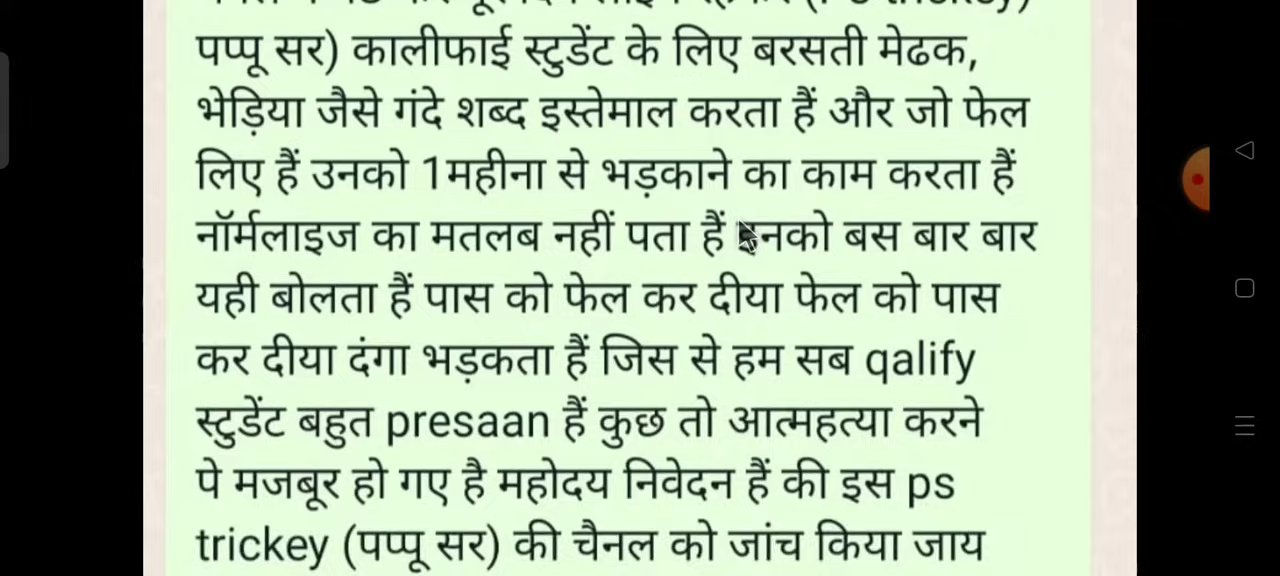 पप्पू सर) कालीफाई स्टुडेंट के लिए बरसती मेढक,
भेड़िया जैसे गंदे शब्द इस्तेमाल करता हैं और जो फेल
लिए हैं उनको 1महीना से भड़काने का काम करता हैं
नॉर्मलाइज का मतलब नहीं पता हैं बस बार बार
यही बोलता हैं पास को फेल कर दीया फेल को पास
कर दीया दंगा भड़कता हैं जिस से हम सब qalify
स्टुडेंट बहुत presaan हैं कुछ तो आत्महत्या करने
पे मजबूर हो गए है महोदय निवेदन हैं की इस ps
trickey (पप्पू सर) की चैनल को जांच किया जाय